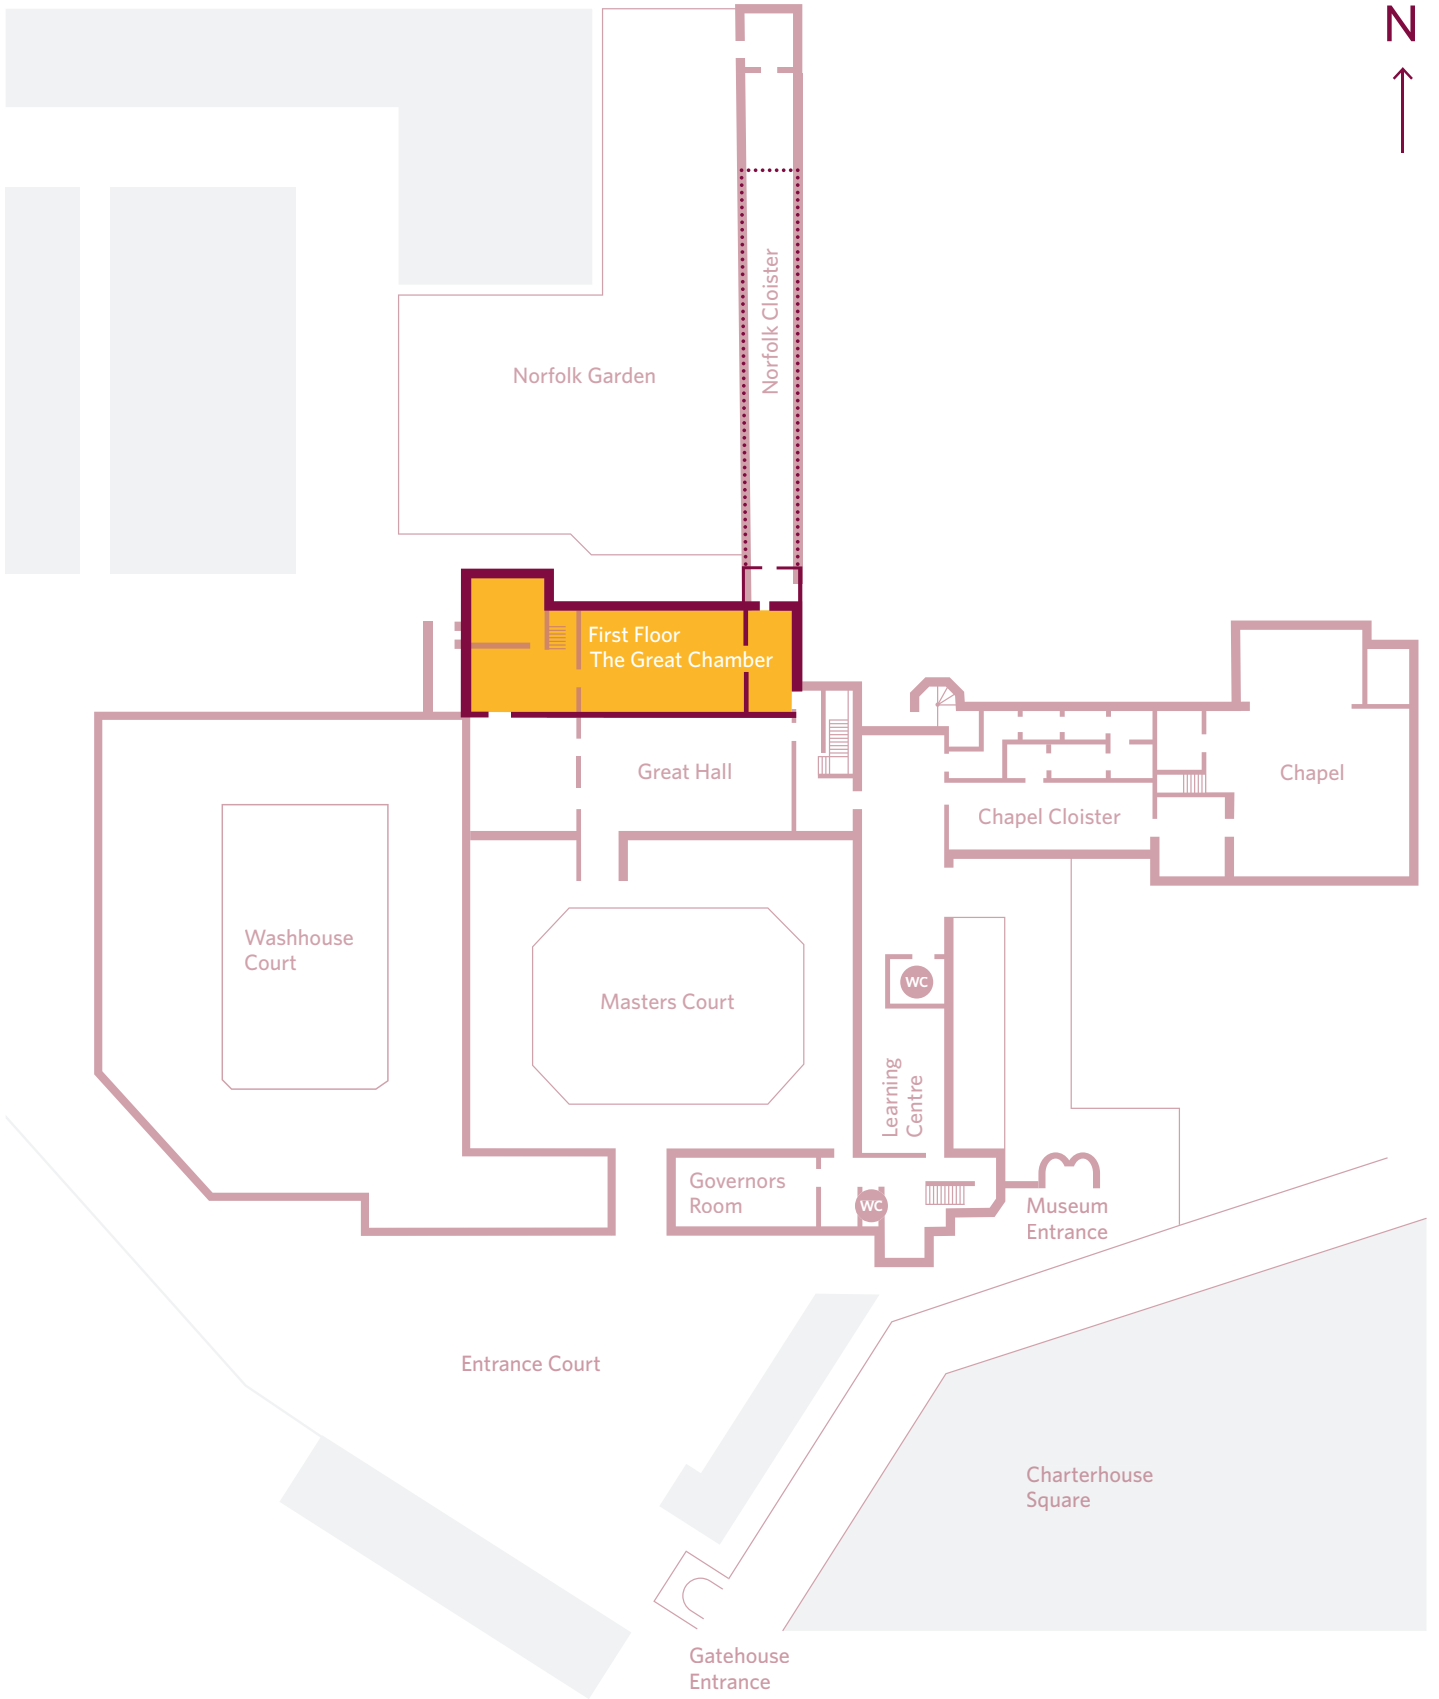 N
Norfolk Cloister
Norfolk Garden
First Floor
The Great Chamber
Great Hall
Chapel
Chapel Cloister
Washhouse
Court
Masters Court
WC
Learning
Centre
Governors
Room
WC
Museum
Entrance
Entrance Court
Charterhouse
Square
Gatehouse
Entrance